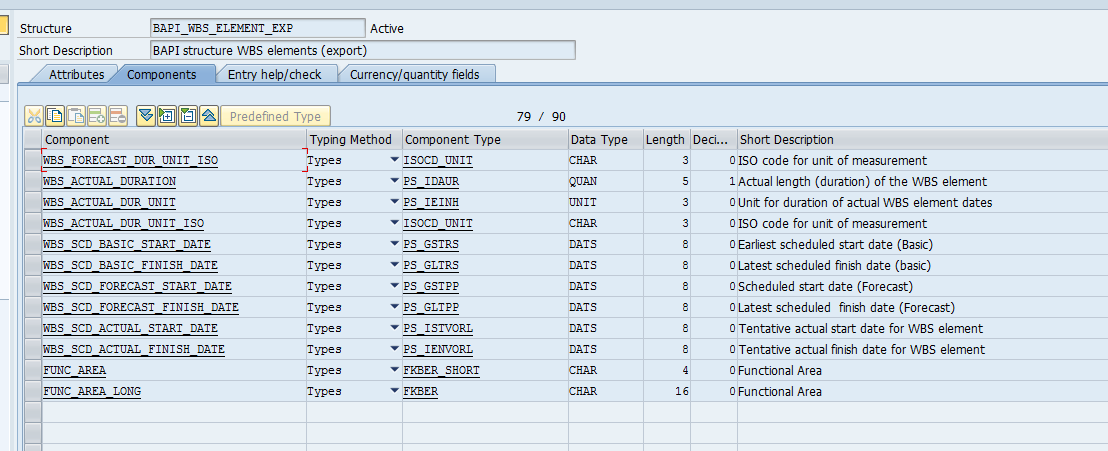 Structure BAPI_WBS_ELEMENT_EXP Active
Short Description BAPI structure WBS elements (export)
Attributes Components Entry help/check Currency/quantity fields
Predefined Type 79 / 90
Component Typing Method Component Type Data Type Length Deci... Short Description
WBS_FORECAST_DUR_UNIT_ISO Types ISOCD_UNIT CHAR 3 0 ISO code for unit of measurement
WBS_ACTUAL_DURATION Types PS_IDAUR QUAN 5 1 Actual length (duration) of the WBS element
WBS_ACTUAL_DUR_UNIT Types PS_IEINH UNIT 3 0 Unit for duration of actual WBS element dates
WBS_ACTUAL_DUR_UNIT_ISO Types ISOCD_UNIT CHAR 3 0 ISO code for unit of measurement
WBS_SCD_BASIC_START_DATE Types PS_GSTRS DATS 8 0 Earliest scheduled start date (Basic)
WBS_SCD_BASIC_FINISH_DATE Types PS_GLTRS DATS 8 0 Latest scheduled finish date (basic)
WBS_SCD_FORECAST_START_DATE Types PS_GSTPP DATS 8 0 Scheduled start date (Forecast)
WBS_SCD_FORECAST_FINISH_DATE Types PS_GLTPP DATS 8 0 Latest scheduled  finish date (Forecast)
WBS_SCD_ACTUAL_START_DATE Types PS_ISTVORL DATS 8 0 Tentative actual start date for WBS element
WBS_SCD_ACTUAL_FINISH_DATE Types PS_IENVORL DATS 8 0 Tentative actual finish date for WBS element
FUNC_AREA Types FKBER_SHORT CHAR 4 0 Functional Area
FUNC_AREA_LONG Types FKBER CHAR 16 0 Functional Area